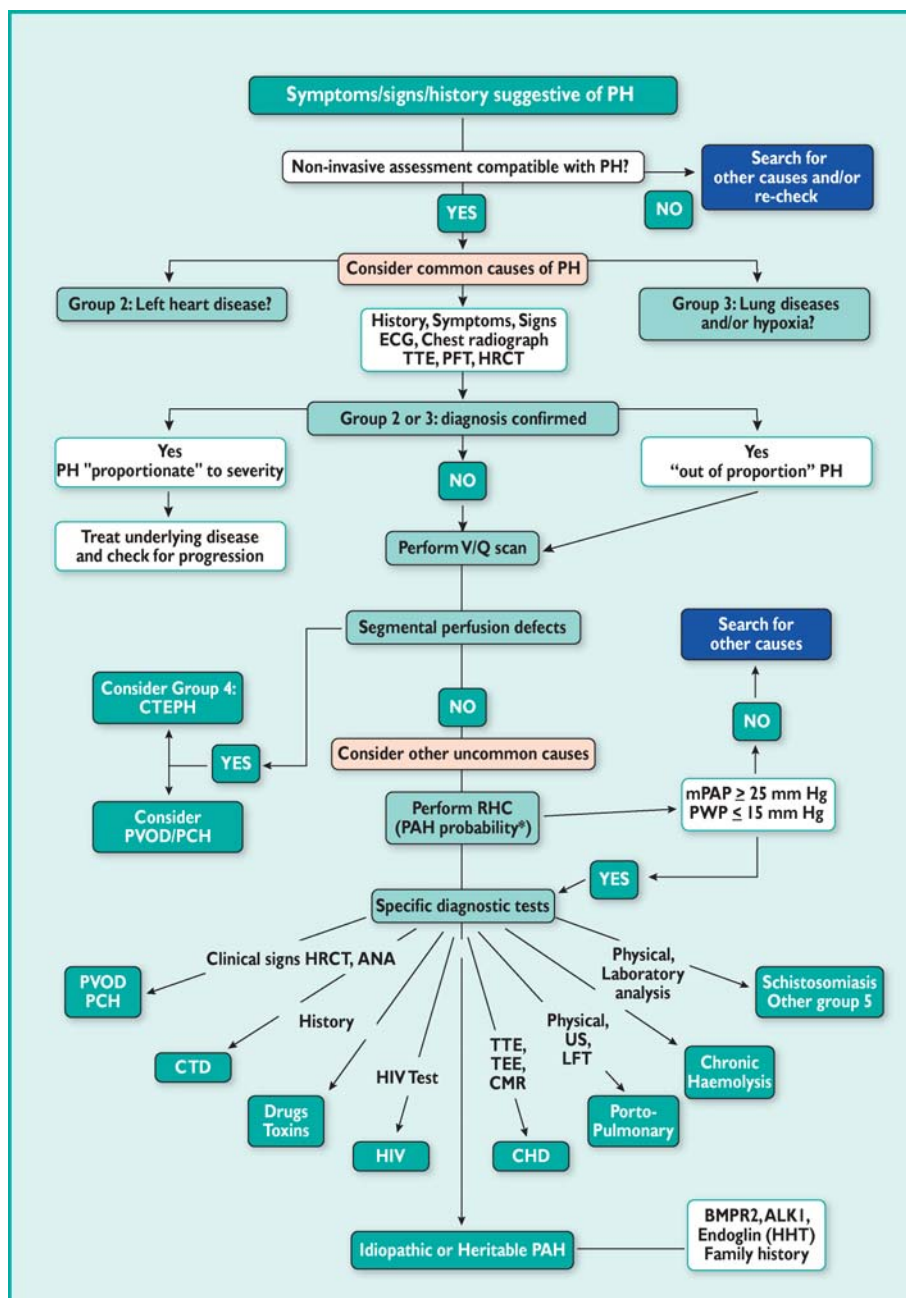 Symptoms/signs/history suggestive of PH
Non-invasive assessment compatible with PH?
Search for
other causes and/or
re-check
YES
NO
Consider common causes of PH
Group 2: Left heart disease?
Group 3: Lung diseases
and/or hypoxia?
History, Symptoms, Signs
ECG, Chest radiograph
TTE, PFT, HRCT
Group 2 or 3: diagnosis confirmed
Yes
PH "proportionate" to severity
NO
Yes
“out of proportion” PH
Treat underlying disease
and check for progression
Perform V/Q scan
Segmental perfusion defects
Search for
other causes
Consider Group 4:
CTEPH
NO
NO
YES
Consider other uncommon causes
Consider
PVOD/PCH
Perform RHC
(PAH probability*)
mPAP ≥ 25 mm Hg
PWP ≤ 15 mm Hg
YES
Specific diagnostic tests
Clinical signs HRCT, ANA
Physical,
Laboratory
analysis
PVOD
PCH
Schistosomiasis
Other group 5
History
CTD
HIV Test
TTE,
TEE,
CMR
Physical,
US,
LFT
Chronic
Haemolysis
Drugs
Toxins
Porto-
Pulmonary
HIV
CHD
Idiopathic or Heritable PAH
BMPR2, ALK1,
Endoglin (HHT)
Family history